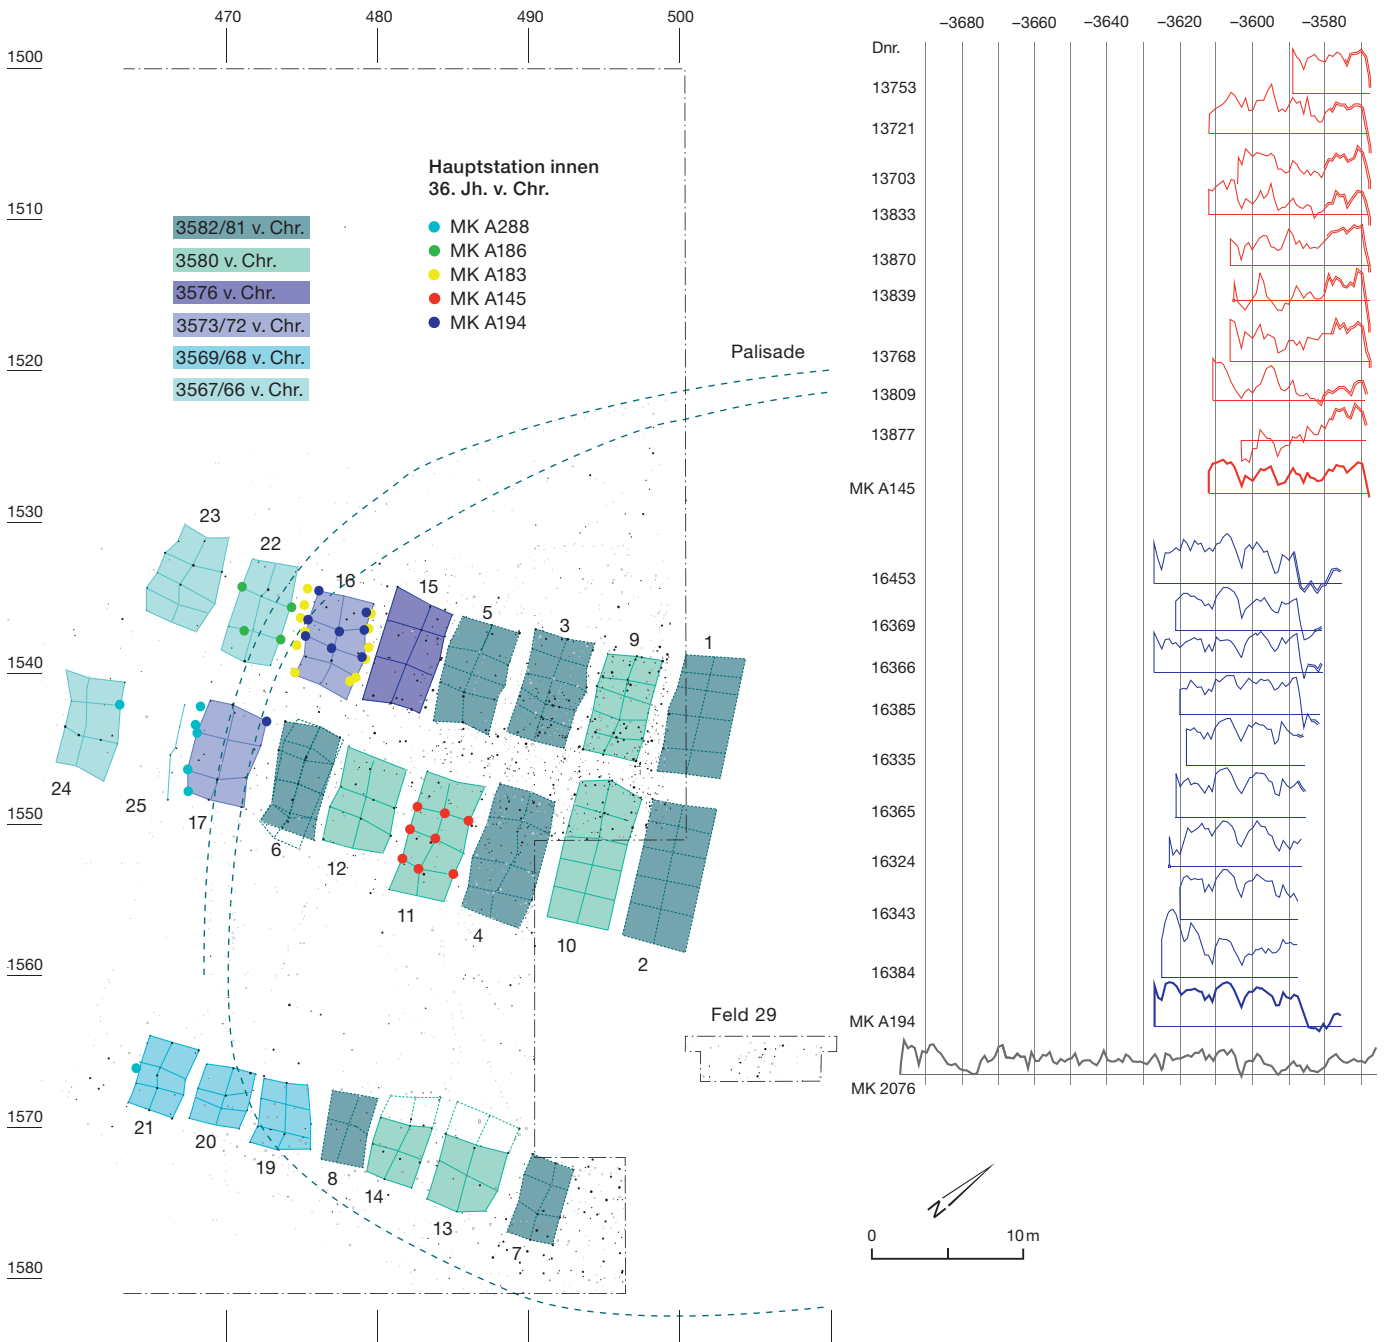 470 480 490 500
1500
1510
1520
1530
1540
1550
1560
1570
1580
Hauptstation innen
36. Jh. v. Chr.
3582/81 v. Chr.
3580 v. Chr.
3576 v. Chr.
3573/72 v. Chr.
3569/68 v. Chr.
3567/66 v. Chr.
MK A288
MK A186
MK A183
MK A145
MK A194
Palisade
23
22
16
15
5
3
9
1
24
25
17
6
12
11
4
10
2
Feld 29
21
20
19
8
14
13
7
−3680 −3660 −3640 −3620 −3600 −3580
Dnr.
13753
13721
13703
13833
13870
13839
13768
13809
13877
MK A145
16453
16369
16366
16385
16335
16365
16324
16343
16384
MK A194
MK 2076
N
0 10 m